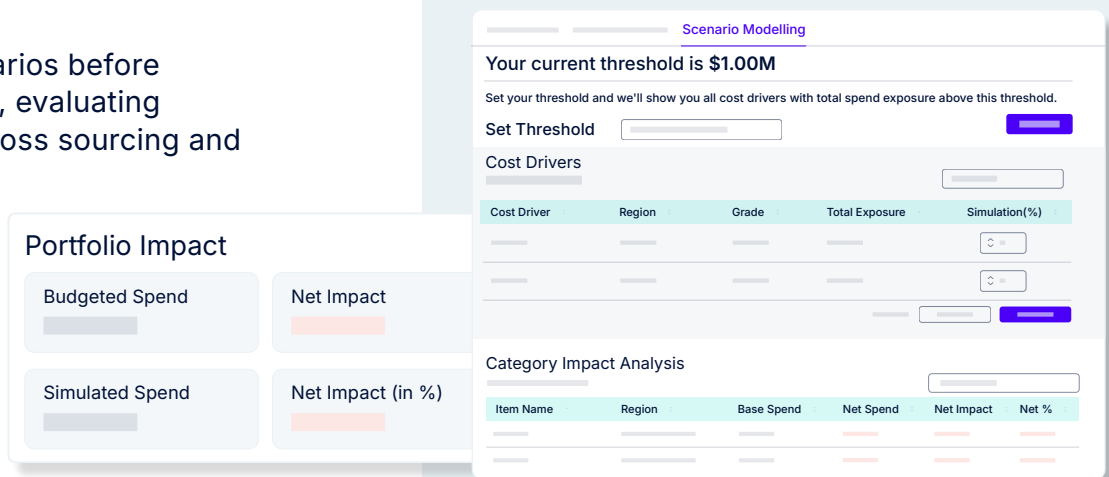 arios before
, evaluating
oss sourcing and
Portfolio Impact
Budgeted Spend
Net Impact
Simulated Spend
Net Impact (in %)
Scenario Modelling
Your current threshold is $1.00M
Set your threshold and we'll show you all cost drivers with total spend exposure above this threshold.
Set Threshold
Cost Drivers
Cost Driver Region Grade Total Exposure Simulation(%)
Category Impact Analysis
Item Name Region Base Spend Net Spend Net Impact Net %